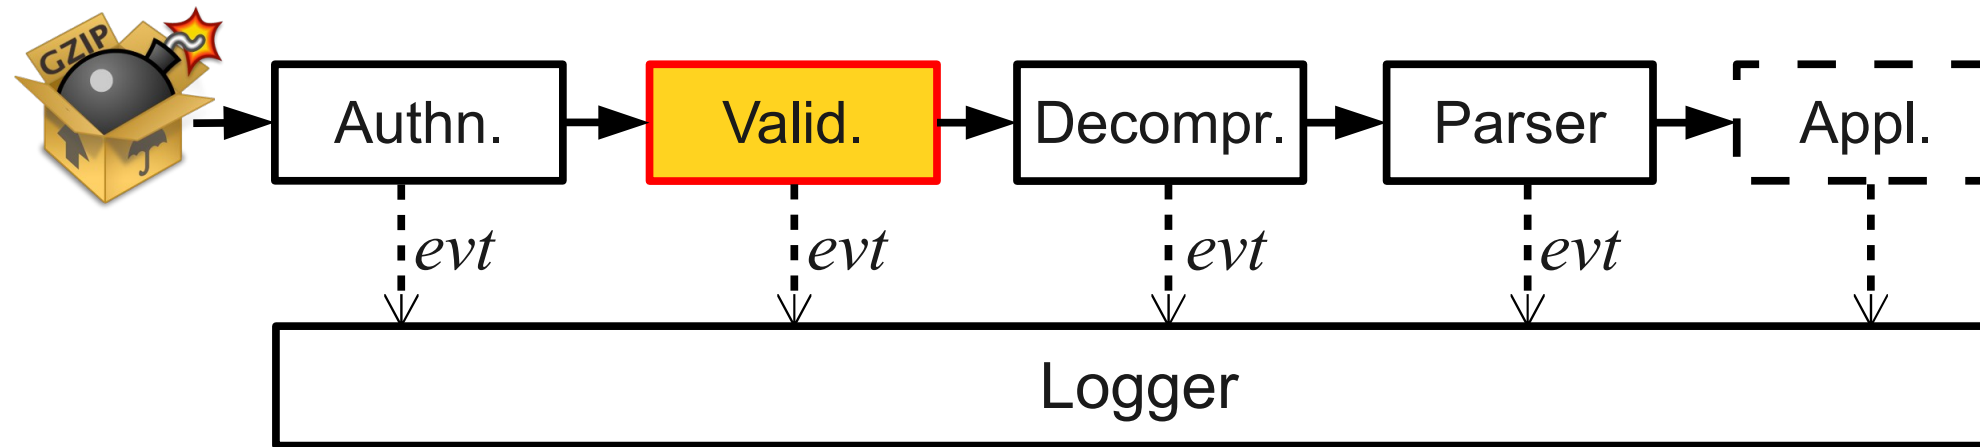 GZIP
Authn.
Valid.
Decompr.
Parser
Appl.
evt
evt
evt
evt
Logger